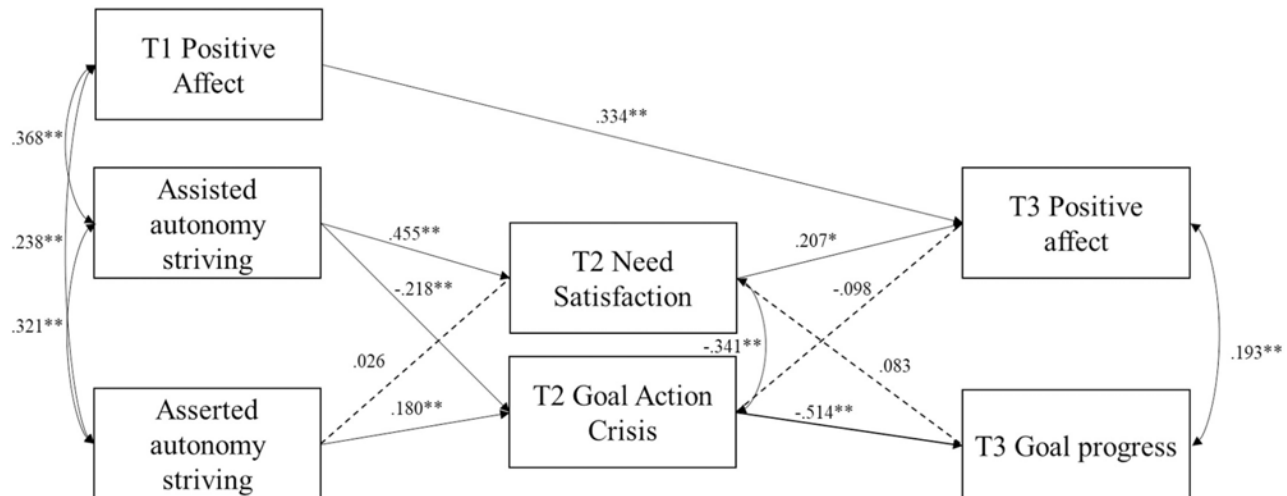 T1 Positive
Affect
.334**
.368**
Assisted
autonomy
striving
T3 Positive
affect
.455**
.207*
.238**
T2 Need
Satisfaction
-.218**
-.098
.321**
-.341**
.193**
.026
.083
T2 Goal Action
Crisis
.180**
-.514**
Asserted
autonomy
striving
T3 Goal progress